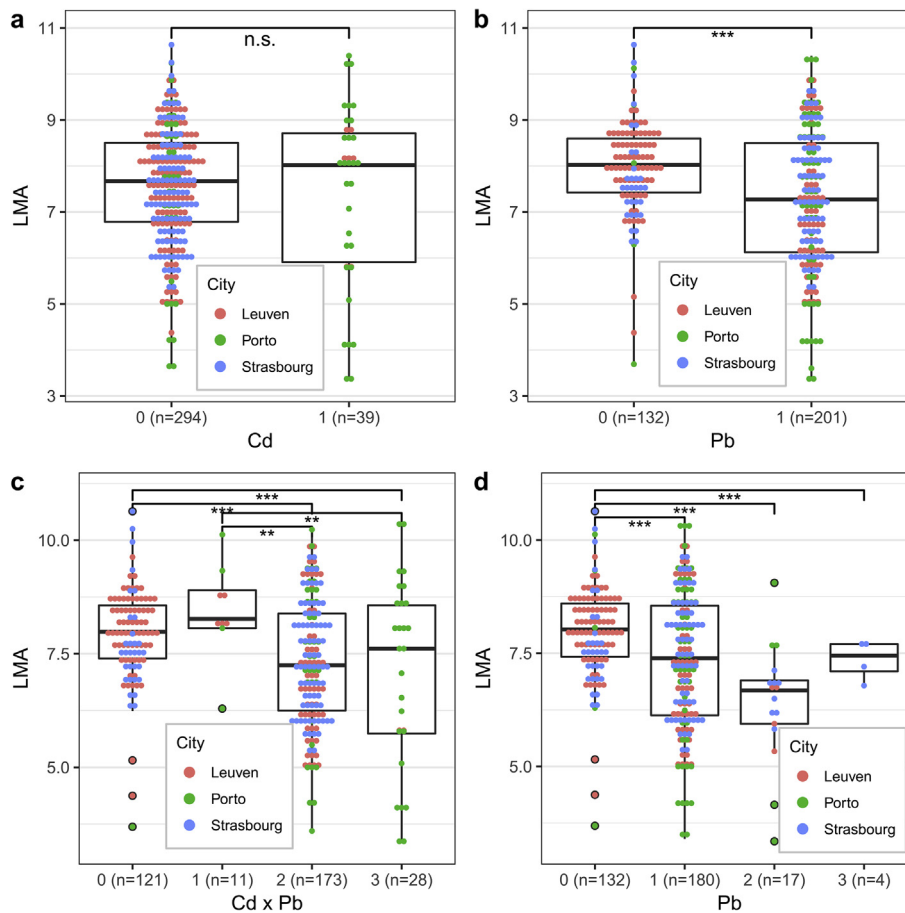 a
n.s.
11
9
7
5
3
LMA
City
Leuven
Porto
Strasbourg
0 (n=294)
1 (n=39)
Cd
b
***
11
9
7
5
3
LMA
City
Leuven
Porto
Strasbourg
0 (n=132)
1 (n=201)
Pb
c
***
***
**
**
10.0
7.5
5.0
LMA
City
Leuven
Porto
Strasbourg
0 (n=121)
1 (n=11)
2 (n=173)
3 (n=28)
Cd x Pb
d
***
***
***
10.0
7.5
5.0
LMA
City
Leuven
Porto
Strasbourg
0 (n=132)
1 (n=180)
2 (n=17)
3 (n=4)
Pb